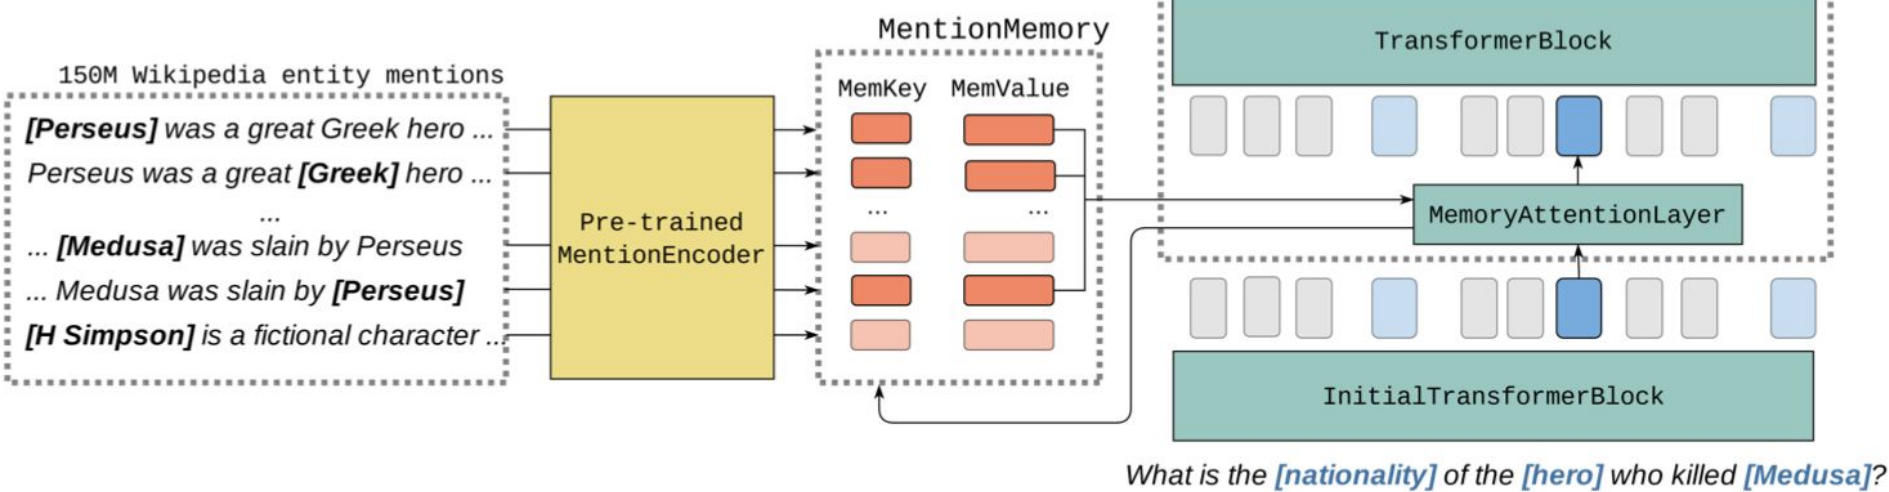 150M Wikipedia entity mentions
[Perseus] was a great Greek hero ...
Perseus was a great [Greek] hero ...
...
... [Medusa] was slain by Perseus
... Medusa was slain by [Perseus]
[H Simpson] is a fictional character ...
Pre-trained
MentionEncoder
MentionMemory
MemKey MemValue
... ...
TransformerBlock
MemoryAttentionLayer
InitialTransformerBlock
What is the [nationality] of the [hero] who killed [Medusa]?